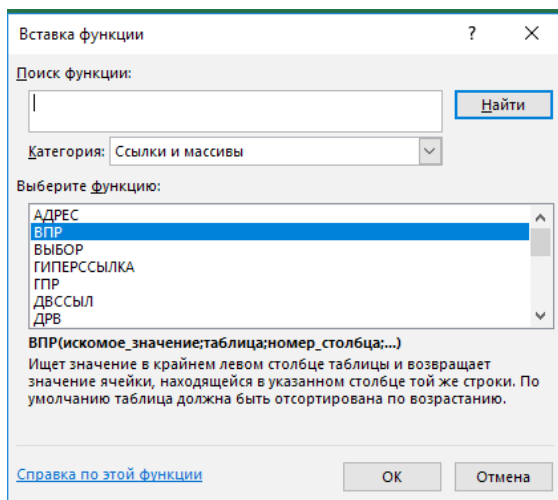 Вставка функции
Поиск функции:
Найти
Категория: Ссылки и массивы
Выберите функцию:
АДРЕС
ВПР
ВЫБОР
ГИПЕРССЫЛКА
ГПР
ДВССЫЛ
ДРВ
ВПР(искомое_значение;таблица;номер_столбца;...)
Ищет значение в крайнем левом столбце таблицы и возвращает
значение ячейки, находящейся в указанном столбце той же строки. По
умолчанию таблица должна быть отсортирована по возрастанию.
Справка по этой функции
ОК
Отмена